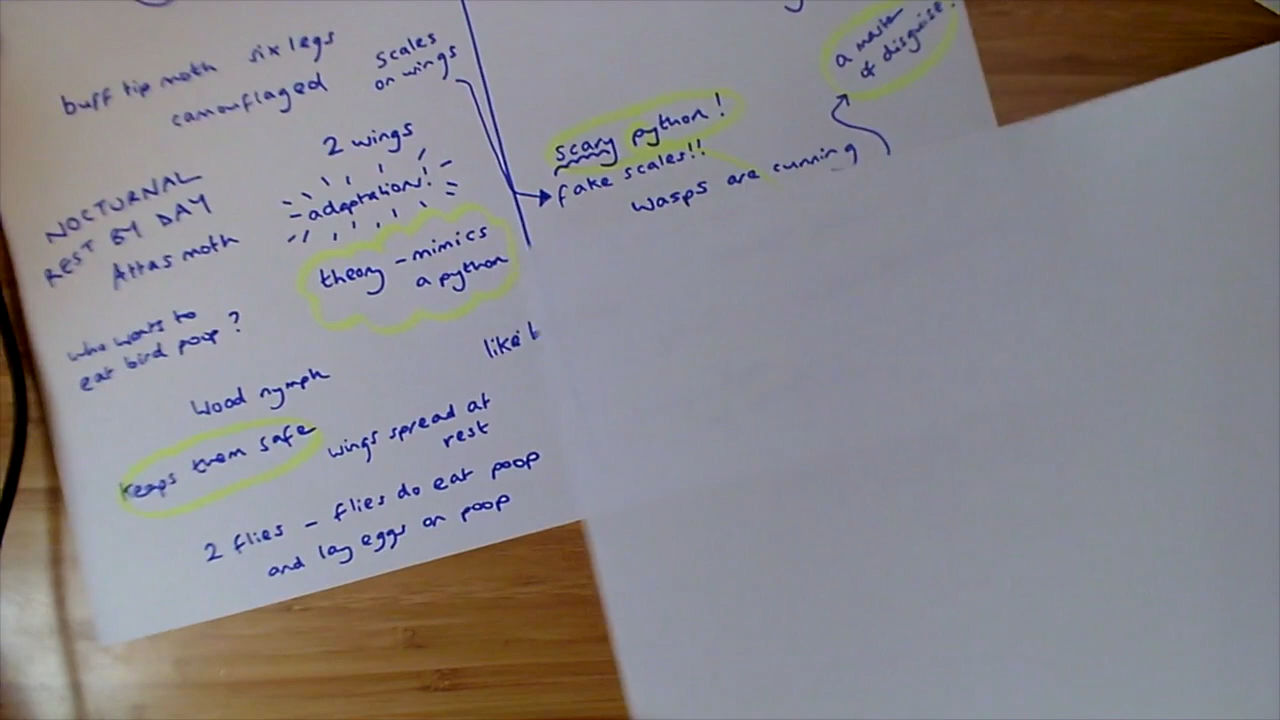 buff tip moth six legs
camouflaged
scales
on wings
2 wings
adaptation!
NOCTURNAL
REST BY DAY
Attas moth
theory - mimics
a python
who wants to
eat bird poop?
like
Wood nymph
keeps them safe
wings spread at
rest
2 flies - flies do eat poop
and lay eggs on poop
a master
of disguise.
scary python!
fake scales!!
wasps are cunning